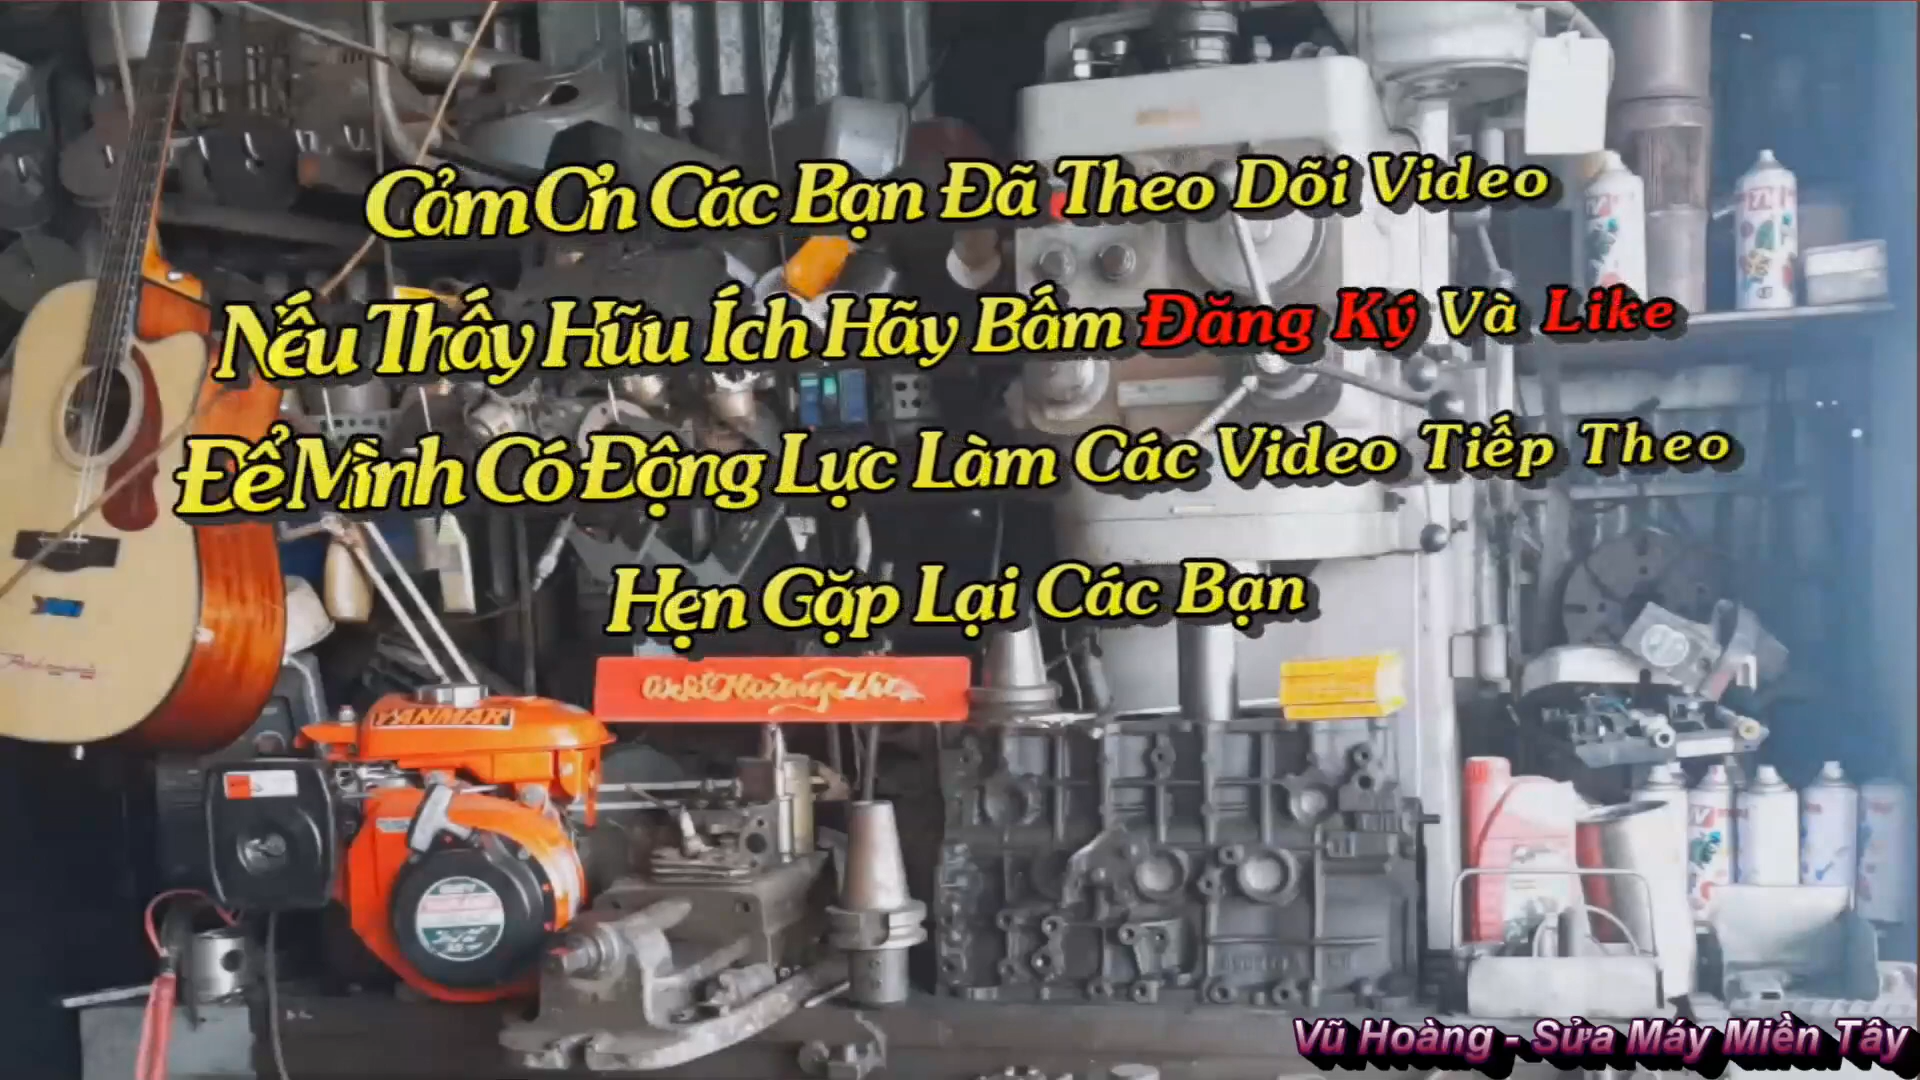 Cảm Ơn Các Bạn Đã Theo Dõi Video
Nếu Thấy Hữu Ích Hãy Bấm Đăng Ký Và Like
Để Mình Có Động Lực Làm Các Video Tiếp Theo
Hẹn Gặp Lại Các Bạn
YANMAR
Vũ Hoàng - Sửa Máy Miền Tây